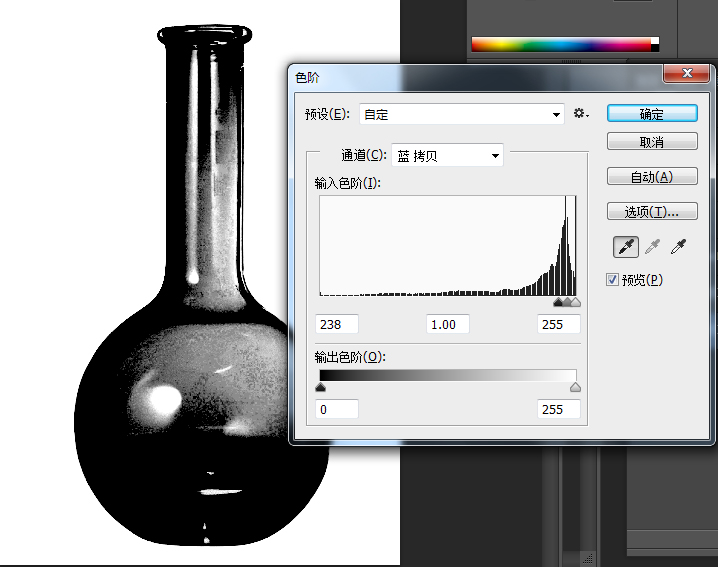 色阶
预设(E): 自定
确定
取消
自动(A)
选项(T)...
预览(P)
通道(C): 蓝 拷贝
输入色阶(I):
238 1.00 255
输出色阶(O):
0 255